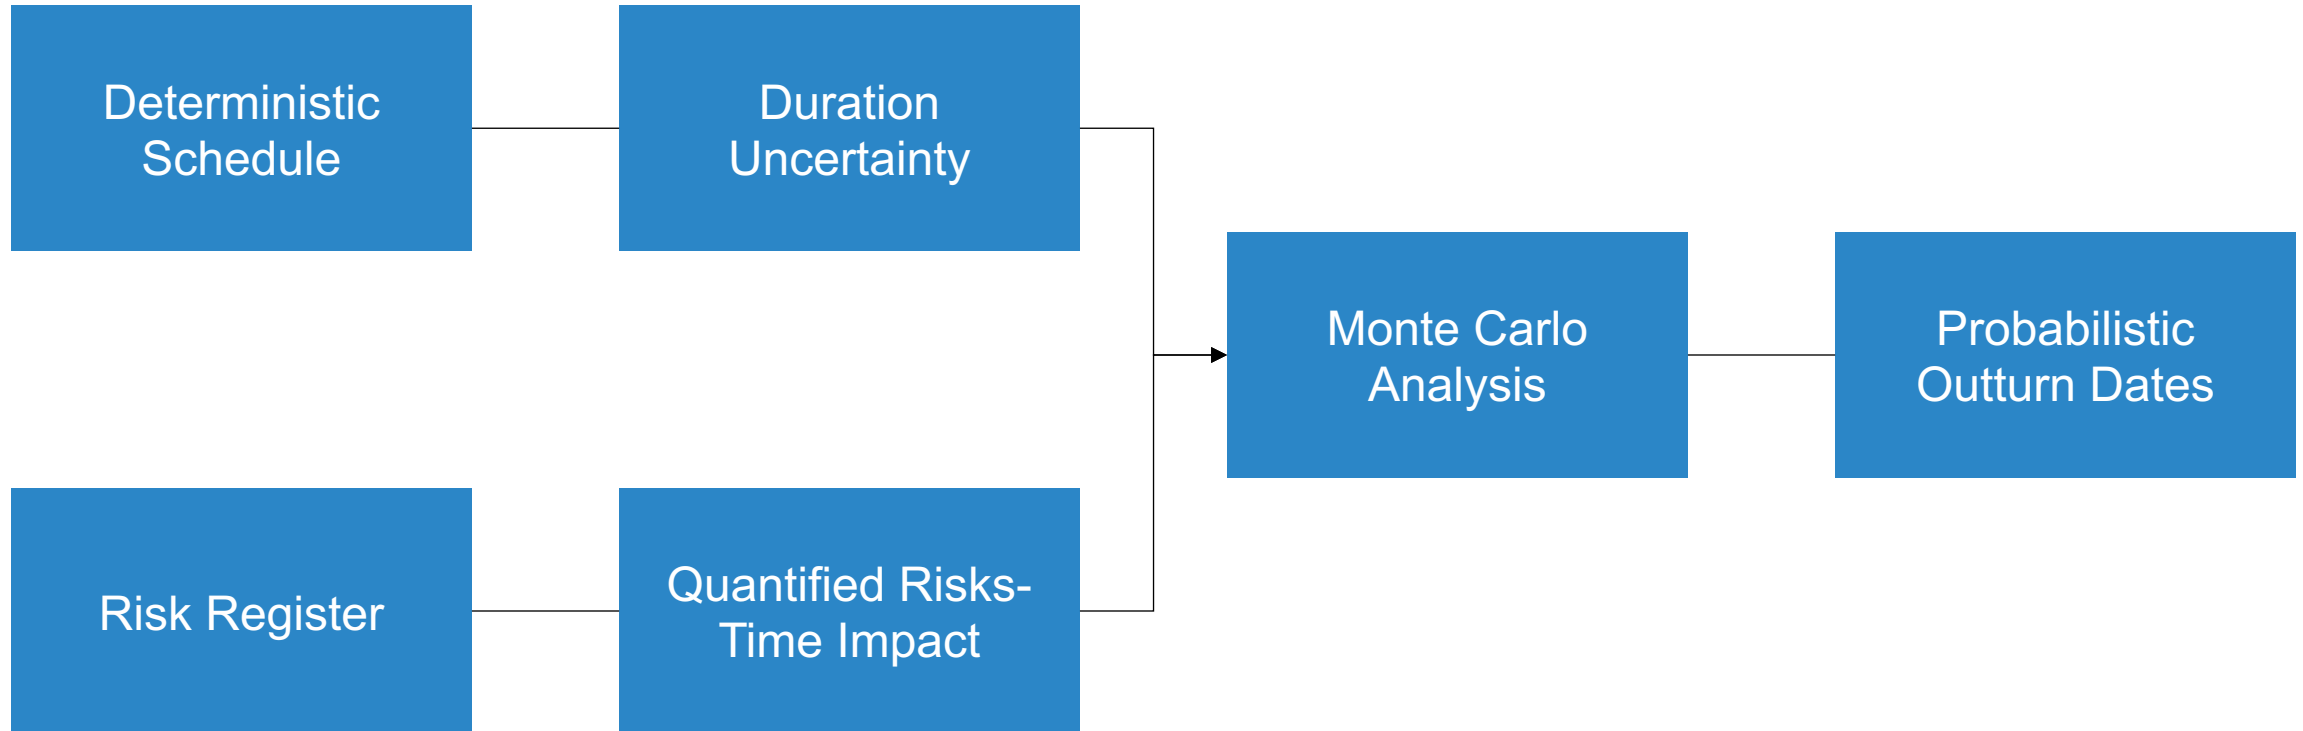 Deterministic
Schedule
Duration
Uncertainty
Monte Carlo
Analysis
Probabilistic
Outturn Dates
Risk Register
Quantified Risks-
Time Impact